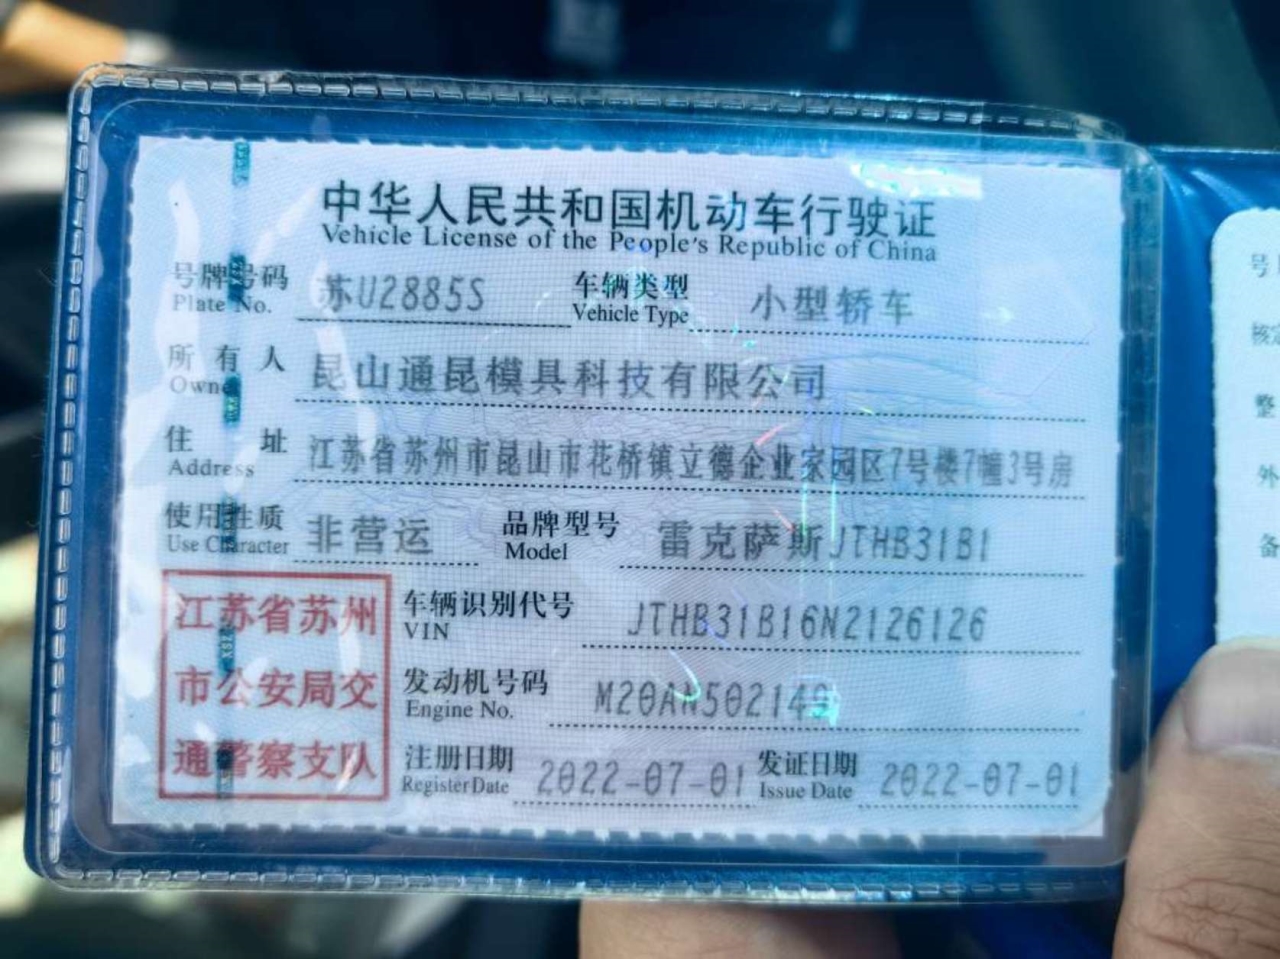 中华人民共和国机动车行驶证
Vehicle License of the People's Republic of China
号牌号码 苏U2885S 车辆类型 小型轿车
Plate No. Vehicle Type
所有人 昆山通昆模具科技有限公司
Owner
住址 江苏省苏州市昆山市花桥镇立德企业家园区7号楼7幢3号房
Address
使用性质 非营运 品牌型号 雷克萨斯JTHB31B1
Use Character Model
江苏省苏州
市公安局交
通警察支队
车辆识别代号 JTHB31B16N2126126
VIN
发动机号码
Engine No.
注册日期 2022-07-01 发证日期 2022-07-01
Register Date Issue Date
号
核定
整
外
备